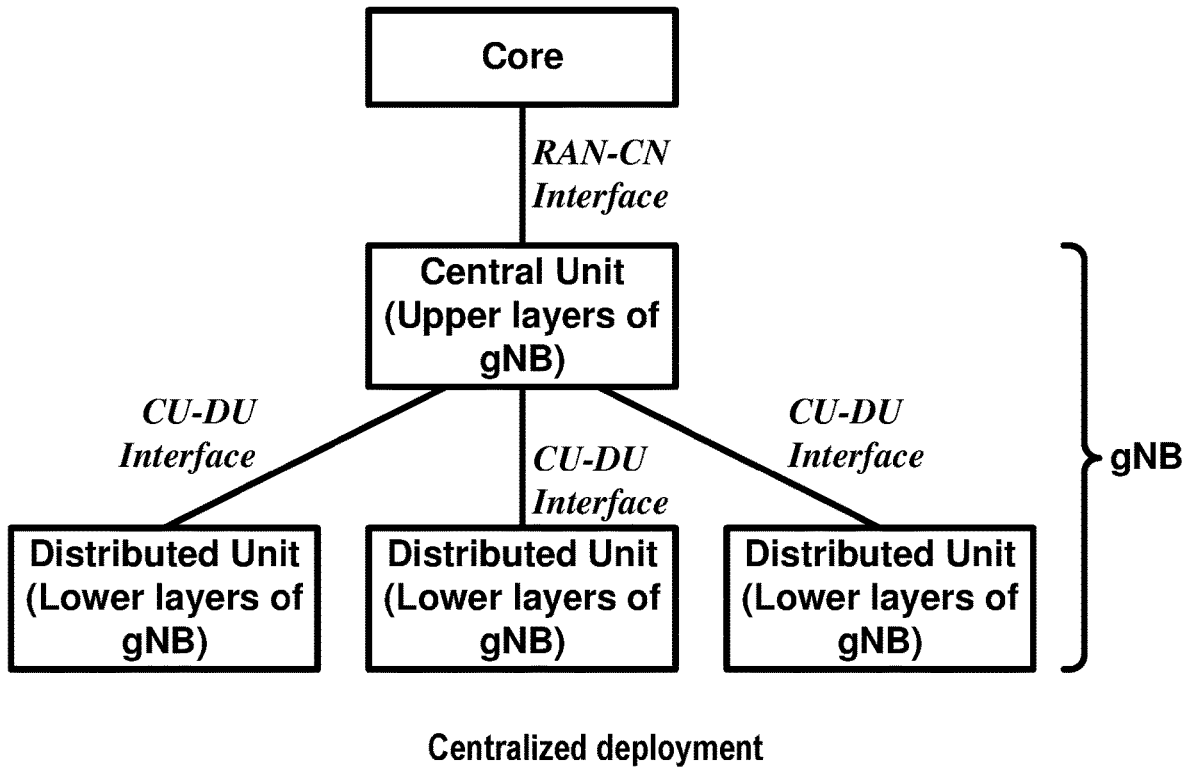 Core
RAN-CN
Interface
Central Unit
(Upper layers of
gNB)
CU-DU
Interface
CU-DU
Interface
CU-DU
Interface
gNB
Distributed Unit
(Lower layers of
gNB)
Distributed Unit
(Lower layers of
gNB)
Distributed Unit
(Lower layers of
gNB)
Centralized deployment